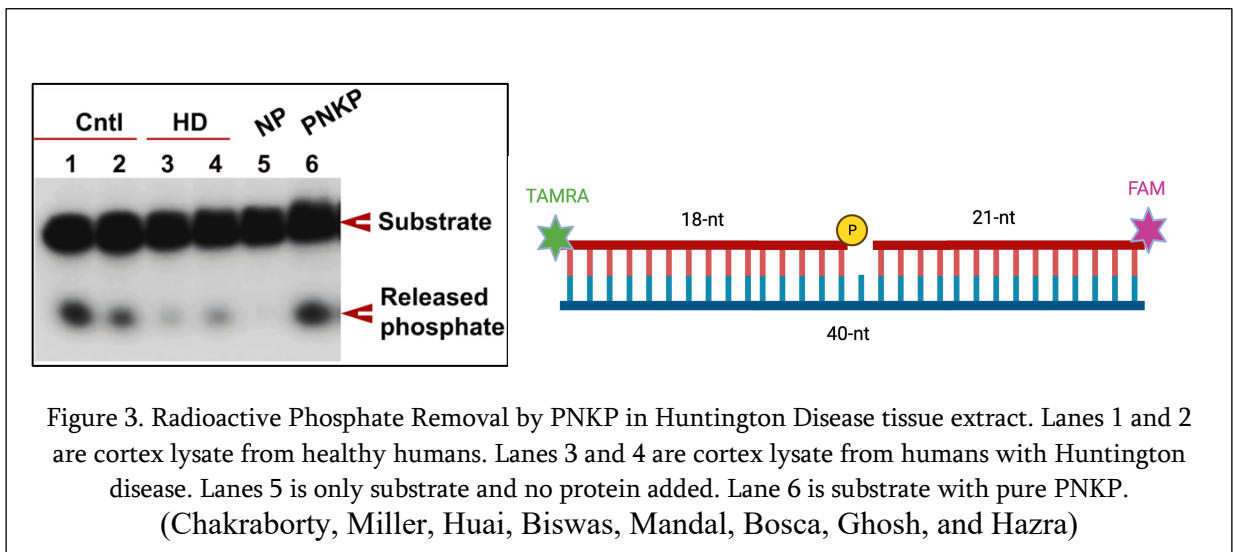 Cntl HD NP PNKP
1 2 3 4 5 6
Substrate
Released
phosphate
TAMRA
FAM
18-nt
P
21-nt
40-nt
Figure 3. Radioactive Phosphate Removal by PNKP in Huntington Disease tissue extract. Lanes 1 and 2
are cortex lysate from healthy humans. Lanes 3 and 4 are cortex lysate from humans with Huntington
disease. Lanes 5 is only substrate and no protein added. Lane 6 is substrate with pure PNKP.
(Chakraborty, Miller, Huai, Biswas, Mandal, Bosca, Ghosh, and Hazra)